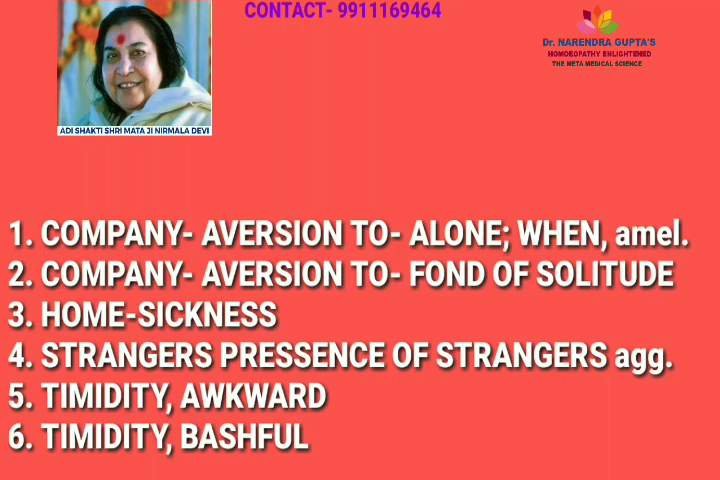 CONTACT- 9911169464
Dr. NARENDRA GUPTA'S
HOMOEOPATHY ENLIGHTENED
THE META MEDICAL SCIENCE
ADI SHAKTI SHRI MATA JI NIRMALA DEVI
1. COMPANY- AVERSION TO- ALONE; WHEN, amel.
2. COMPANY- AVERSION TO- FOND OF SOLITUDE
3. HOME-SICKNESS
4. STRANGERS PRESSENCE OF STRANGERS agg.
5. TIMIDITY, AWKWARD
6. TIMIDITY, BASHFUL